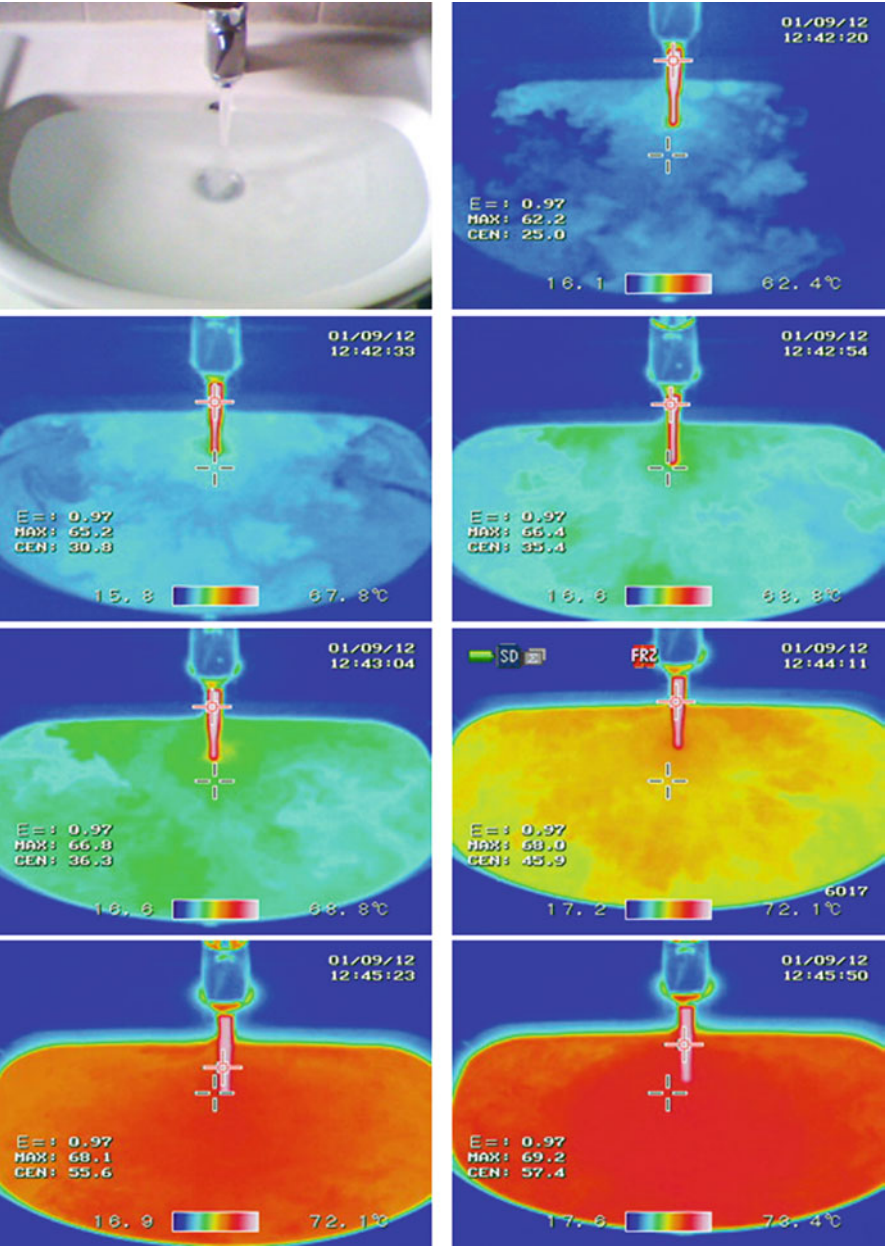 01/09/12
12:42:20
E=: 0.97
MAX: 62.2
CEN: 25.0
16.1 62.4℃
01/09/12
12:42:33
E=: 0.97
MAX: 65.2
CEN: 30.8
15.8 67.8℃
01/09/12
12:42:54
E=: 0.97
MAX: 66.4
CEN: 35.4
16.6 68.8℃
01/09/12
12:43:04
E=: 0.97
MAX: 66.8
CEN: 36.3
16.6 68.8℃
SD FRZ 01/09/12
12:44:11
E=: 0.97
MAX: 68.0
CEN: 45.9
6017
17.2 72.1℃
01/09/12
12:45:23
E=: 0.97
MAX: 68.1
CEN: 55.6
16.9 72.1℃
01/09/12
12:45:50
E=: 0.97
MAX: 69.2
CEN: 57.4
17.6 73.4℃